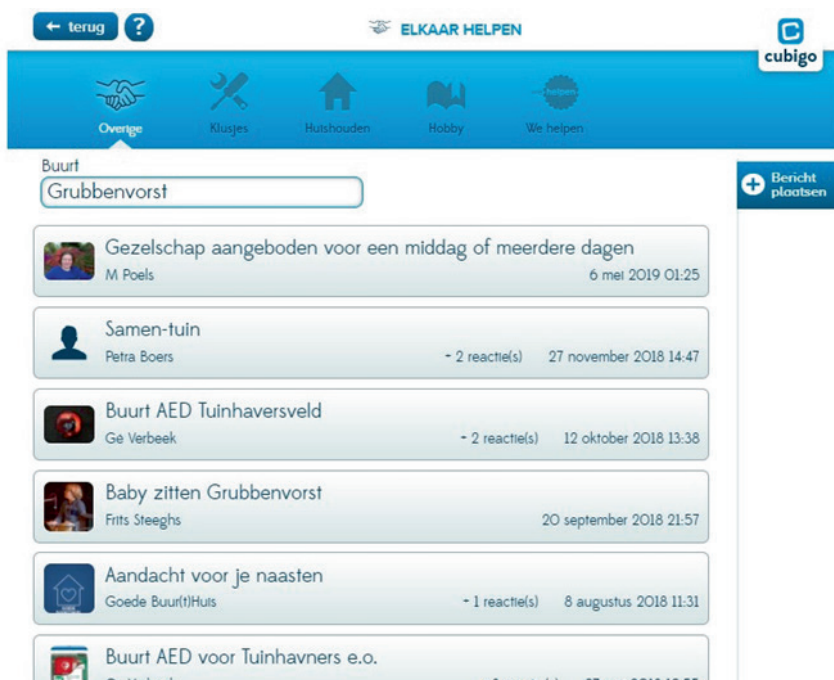 ← terug ?
ELKAAR HELPEN
cubigo
Overige Klusjes Huishouden Hobby We helpen
helpen
Buurt
Grubbenvorst
Bericht
plaatsen
Gezelschap aangeboden voor een middag of meerdere dagen
M Poels 6 mei 2019 01:25
Samen-tuin
Petra Boers - 2 reactie(s) 27 november 2018 14:47
Buurt AED Tuinhaversveld
Ge Verbeek - 2 reactie(s) 12 oktober 2018 13:38
Baby zitten Grubbenvorst
Frits Steeghs 20 september 2018 21:57
Aandacht voor je naasten
Goede Buur(t)Huis - 1 reactie(s) 8 augustus 2018 11:31
Buurt AED voor Tuinhavners e.o.